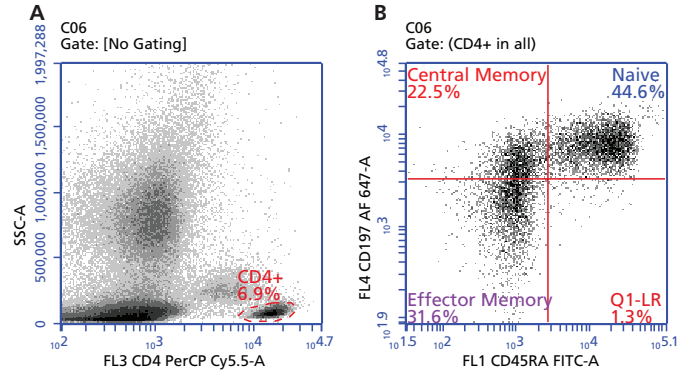 A
C06
Gate: [No Gating]
1,997,288
1,500,000
1,000,000
500,000
0
SSC-A
CD4+
6.9%
10^2
10^3
10^4
10^4.7
FL3 CD4 PerCP Cy5.5-A
B
C06
Gate: (CD4+ in all)
10^4.8
10^4
10^3
10^1.9
FL4 CD197 AF 647-A
Central Memory
22.5%
Naive
44.6%
Effector Memory
31.6%
Q1-LR
1.3%
10^1.5
10^2
10^3
10^4
10^5.1
FL1 CD45RA FITC-A